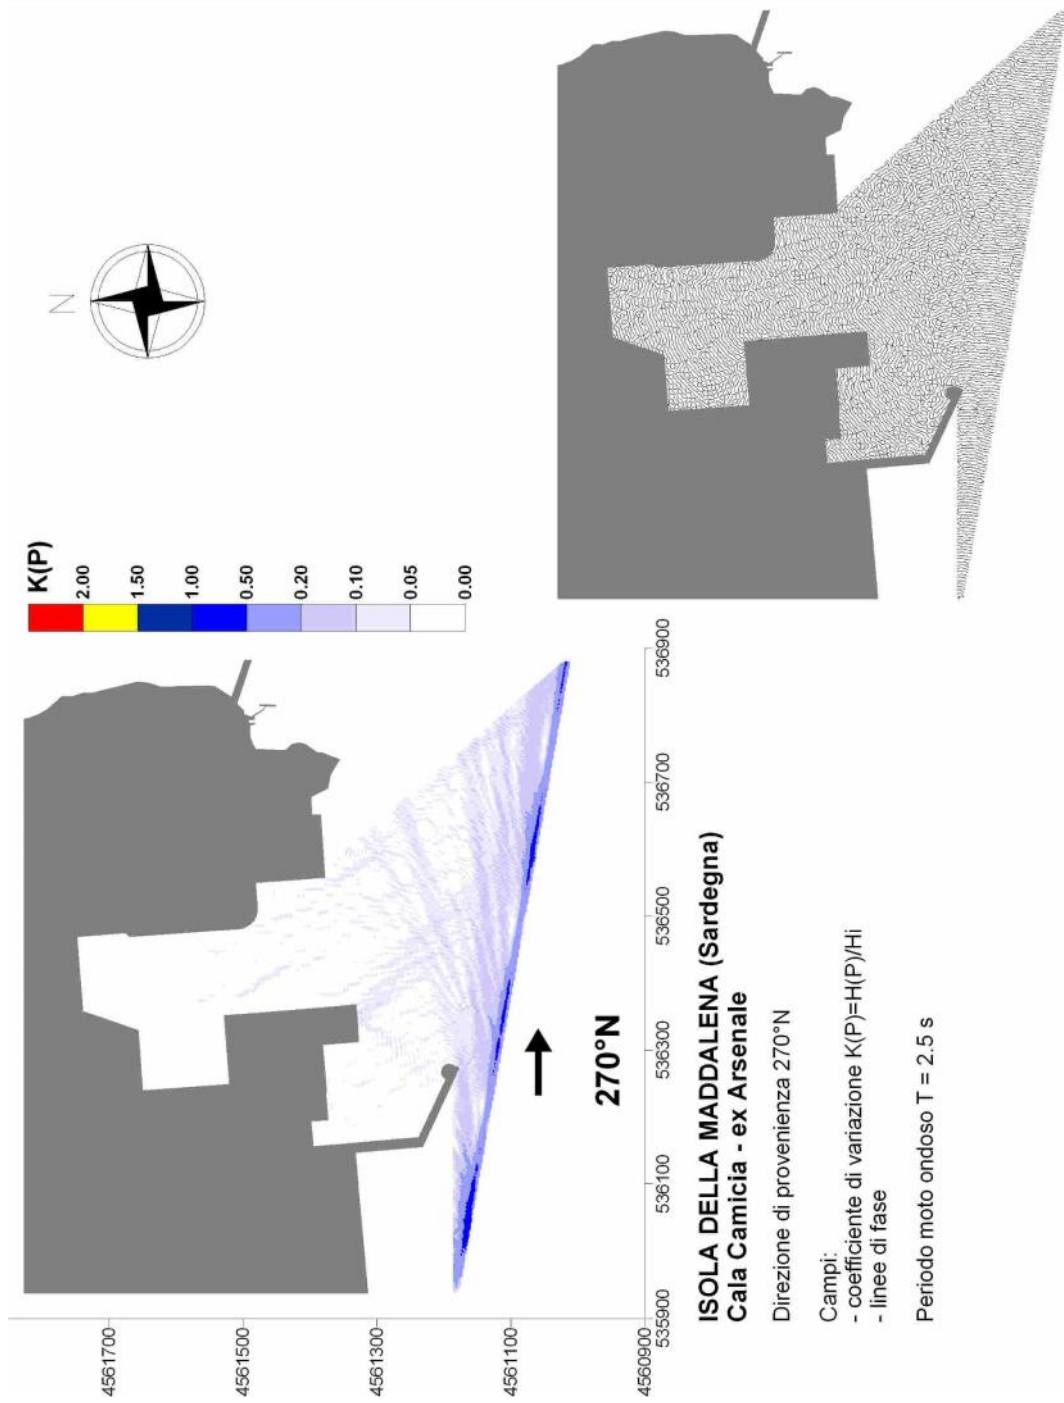 N
K(P)
2.00
1.50
1.00
0.50
0.20
0.10
0.05
0.00
4561700
4561500
4561300
4561100
4560900
535900
536100
536300
536500
536700
536900
270°N
ISOLA DELLA MADDALENA (Sardegna)
Cala Camicia - ex Arsenale
Direzione di provenienza 270°N
Campi:
- coefficiente di variazione K(P)=H(P)/Hi
- linee di fase
Periodo moto ondoso T = 2.5 s